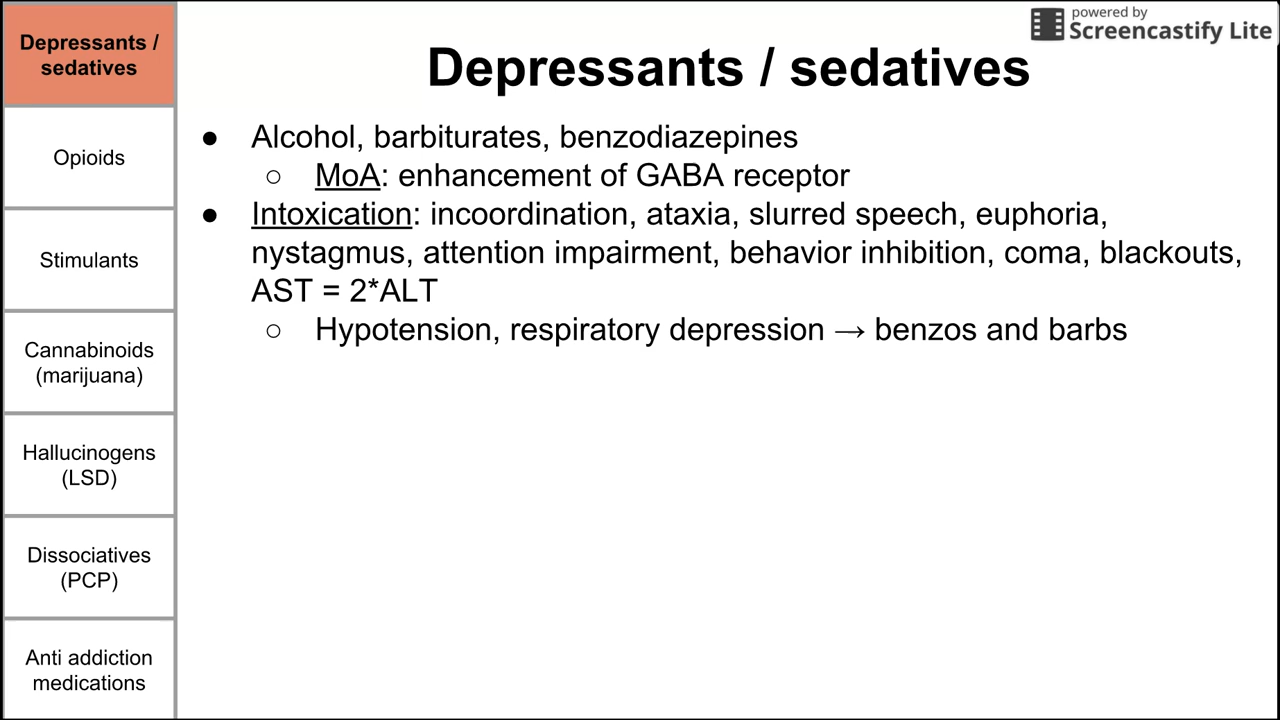 powered by
Screencastify Lite
Depressants /
sedatives
Opioids
Stimulants
Cannabinoids
(marijuana)
Hallucinogens
(LSD)
Dissociatives
(PCP)
Anti addiction
medications
Depressants / sedatives
● Alcohol, barbiturates, benzodiazepines
○ MoA: enhancement of GABA receptor
● Intoxication: incoordination, ataxia, slurred speech, euphoria,
nystagmus, attention impairment, behavior inhibition, coma, blackouts,
AST = 2*ALT
○ Hypotension, respiratory depression → benzos and barbs